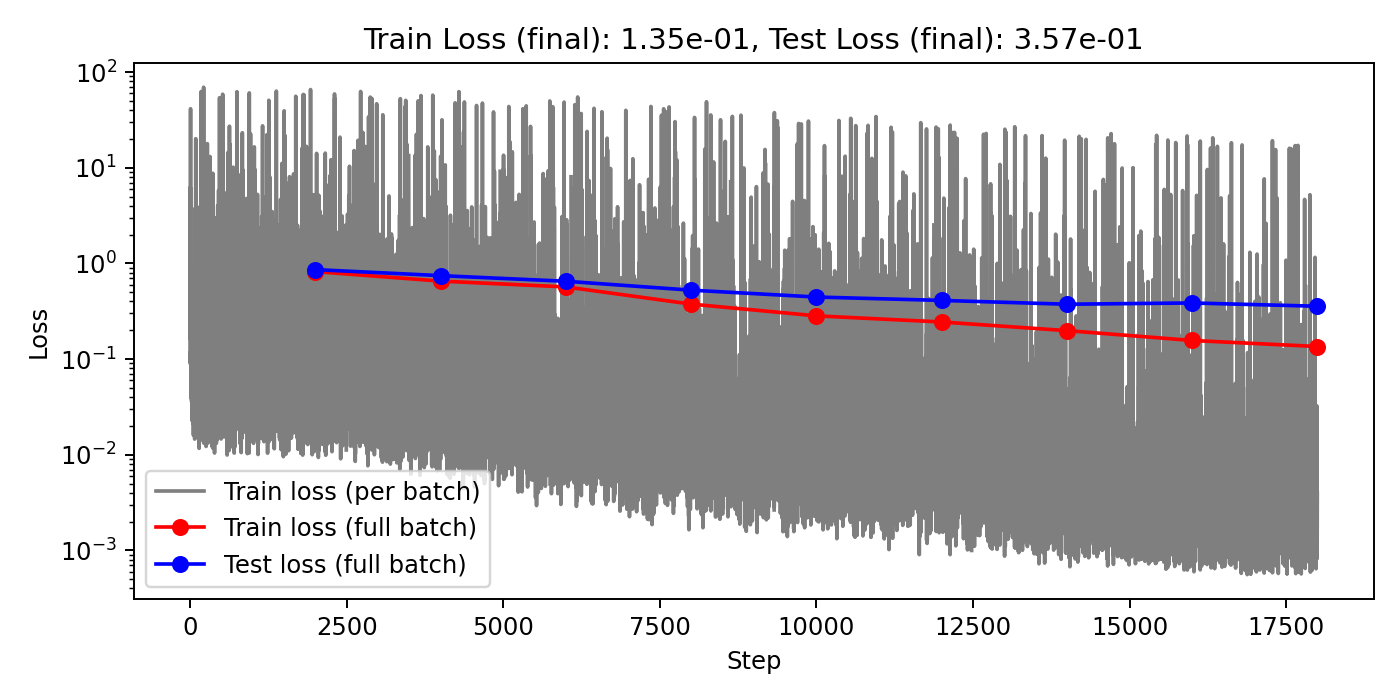 Train Loss (final): 1.35e-01, Test Loss (final): 3.57e-01
Loss
10²
10¹
10⁰
10⁻¹
10⁻²
10⁻³
Train loss (per batch)
Train loss (full batch)
Test loss (full batch)
0 2500 5000 7500 10000 12500 15000 17500
Step